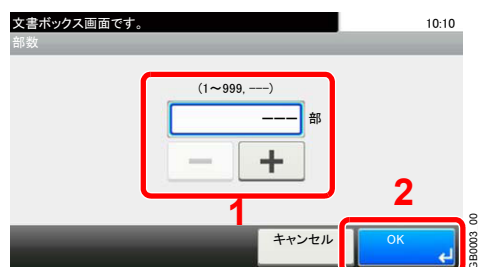 文書ボックス画面です。
10:10
部数
(1～999, ---)
--- 部
－
+
1
2
キャンセル
OK
GB0003_00